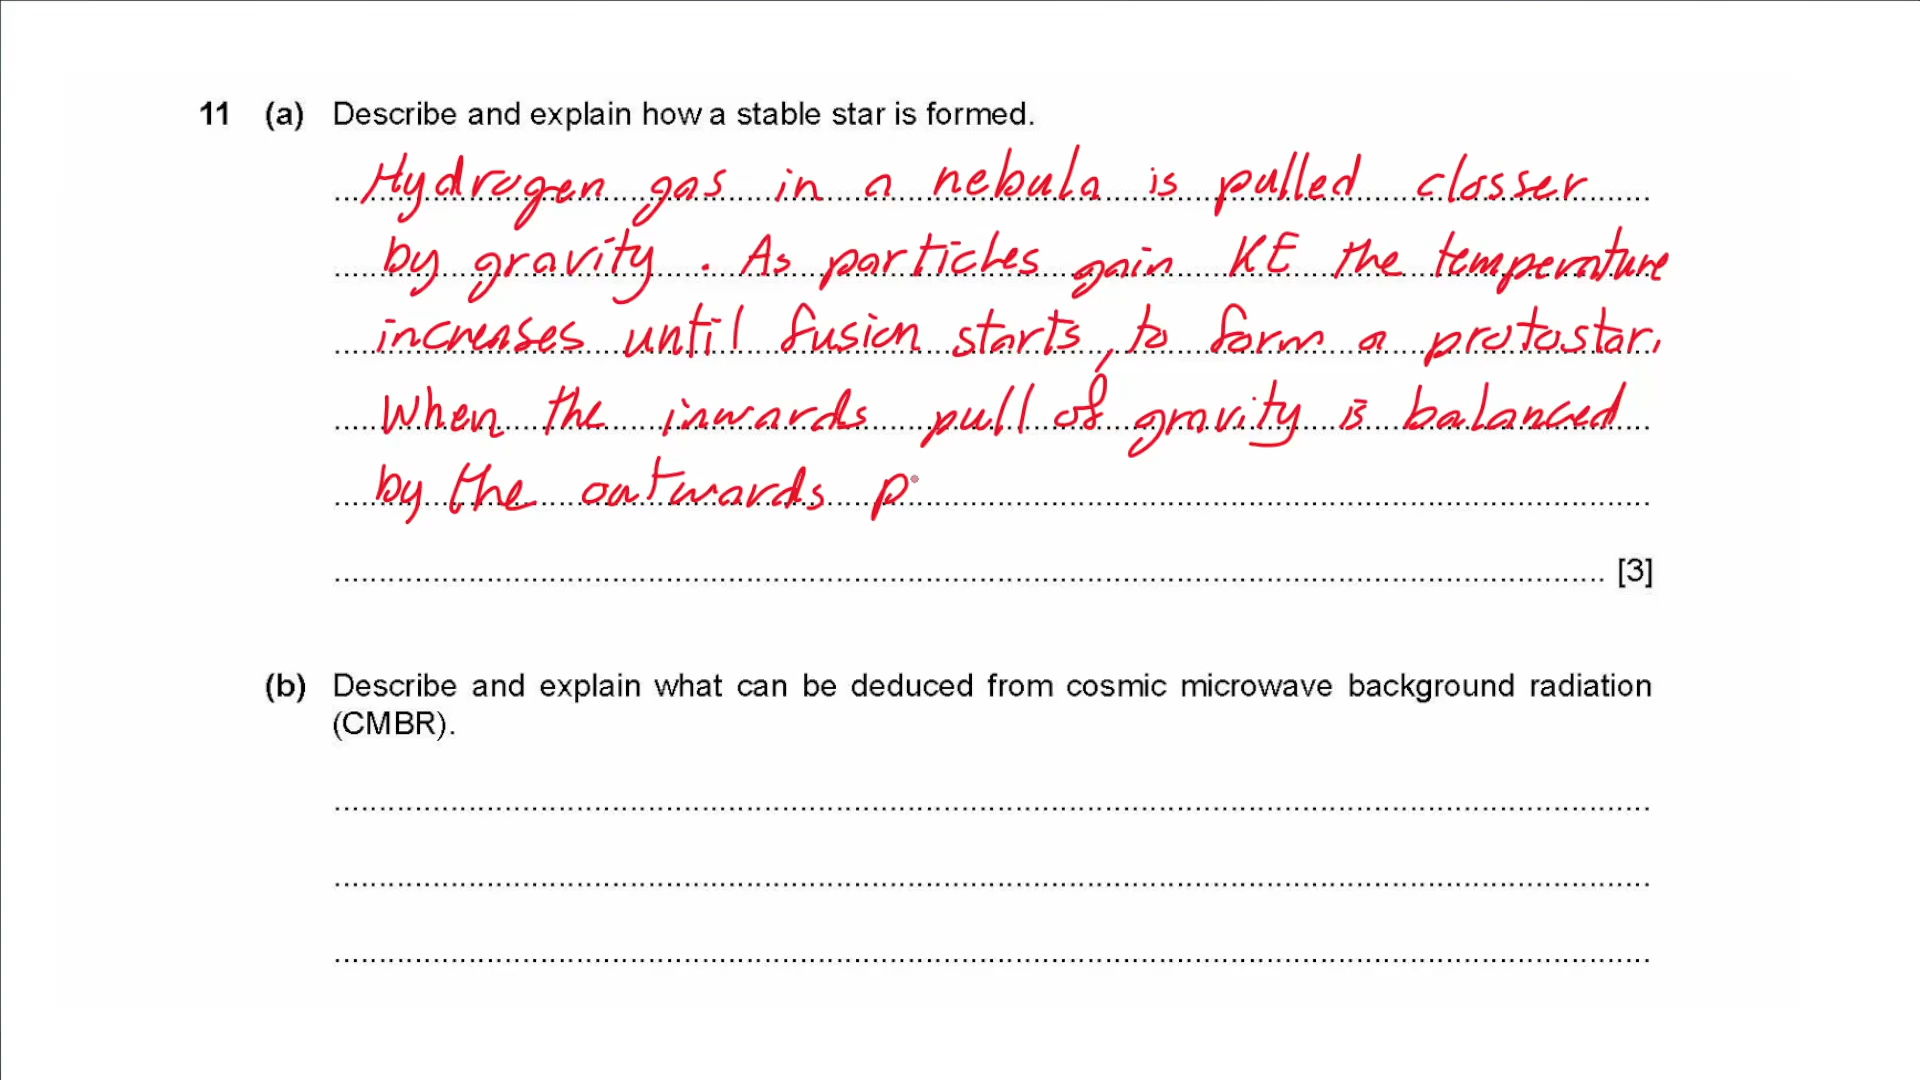 11 (a) Describe and explain how a stable star is formed.
Hydrogen gas in a nebula is pulled closser
by gravity. As particles gain KE the temperature
increases until fusion starts, to form a protostar.
When the inwards pull of gravity is balanced
by the outwards p
[3]
(b) Describe and explain what can be deduced from cosmic microwave background radiation
(CMBR).